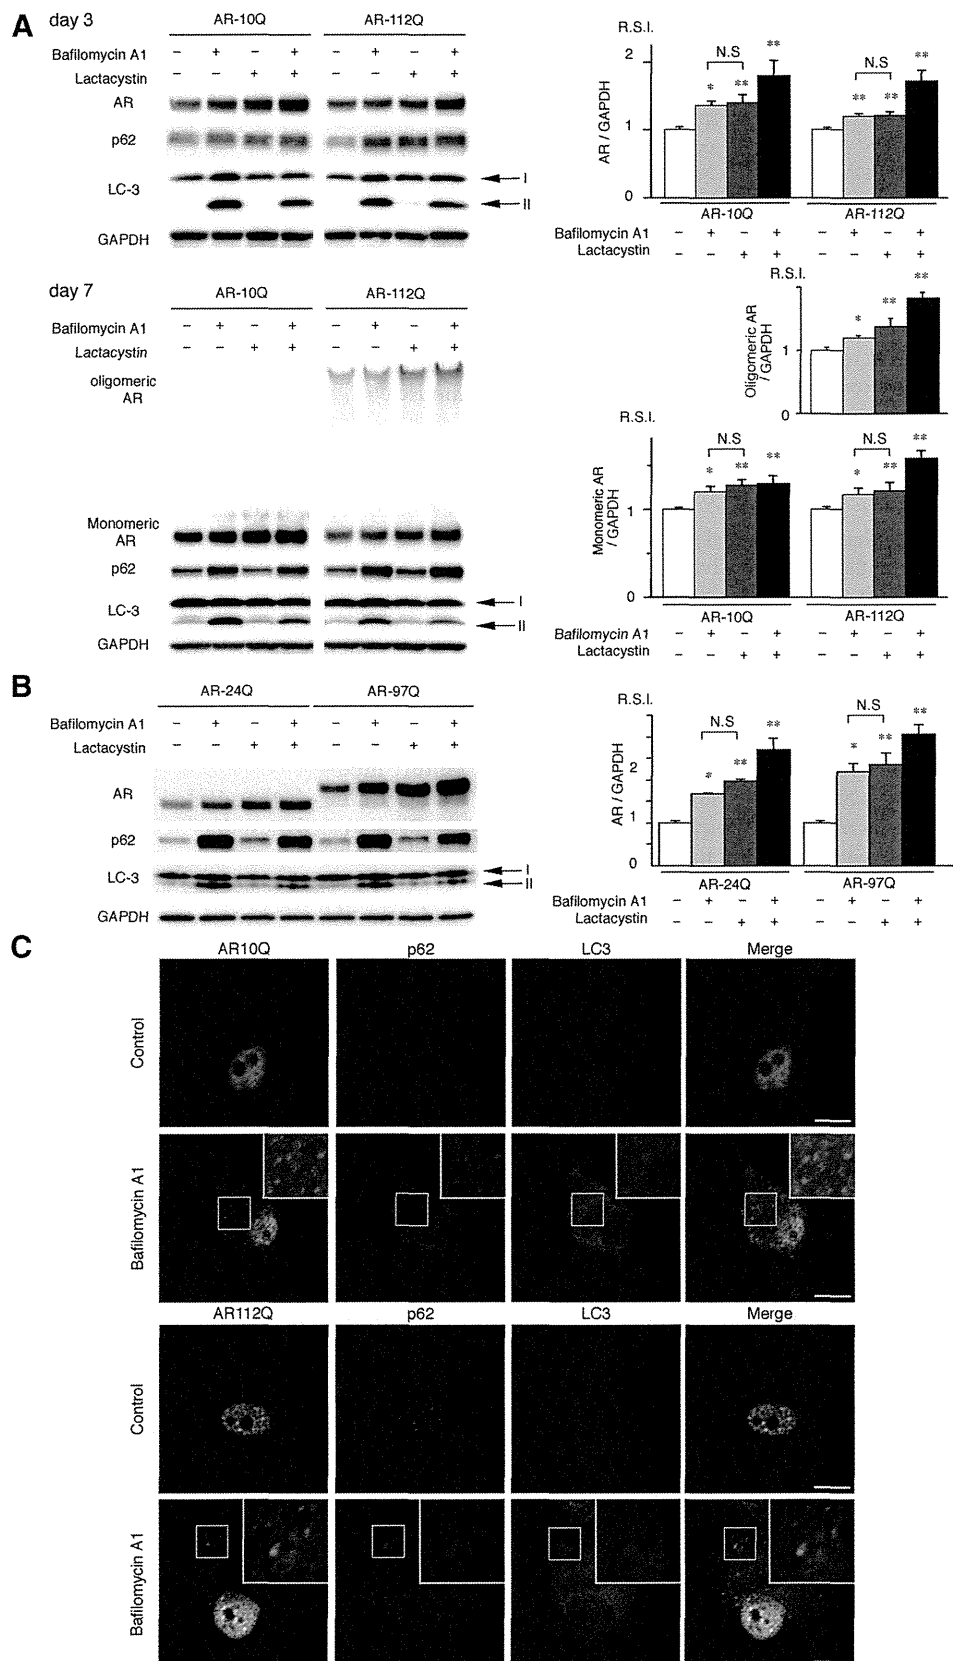 A day 3
AR-10Q AR-112Q
Bafilomycin A1 – + – + – + – +
Lactacystin – – + + – – + +
AR
p62
LC-3
I
II
GAPDH
R.S.I.
AR / GAPDH
2
1
0
* N.S ** **
** N.S ** **
AR-10Q AR-112Q
Bafilomycin A1 – + – + – + – +
Lactacystin – – + + – – + +
day 7
AR-10Q AR-112Q
Bafilomycin A1 – + – + – + – +
Lactacystin – – + + – – + +
oligomeric
AR
Monomeric
AR
p62
LC-3
I
II
GAPDH
R.S.I.
Oligomeric AR
/ GAPDH
1
0
* ** **
R.S.I.
Monomeric AR
/ GAPDH
1
0
* N.S ** **
* N.S ** **
AR-10Q AR-112Q
Bafilomycin A1 – + – + – + – +
Lactacystin – – + + – – + +
B
AR-24Q AR-97Q
Bafilomycin A1 – + – + – + – +
Lactacystin – – + + – – + +
AR
p62
LC-3
I
II
GAPDH
R.S.I.
AR / GAPDH
2
1
0
* N.S ** **
* N.S ** **
AR-24Q AR-97Q
Bafilomycin A1 – + – + – + – +
Lactacystin – – + + – – + +
C
AR10Q p62 LC3 Merge
Control
Bafilomycin A1
AR112Q p62 LC3 Merge
Control
Bafilomycin A1